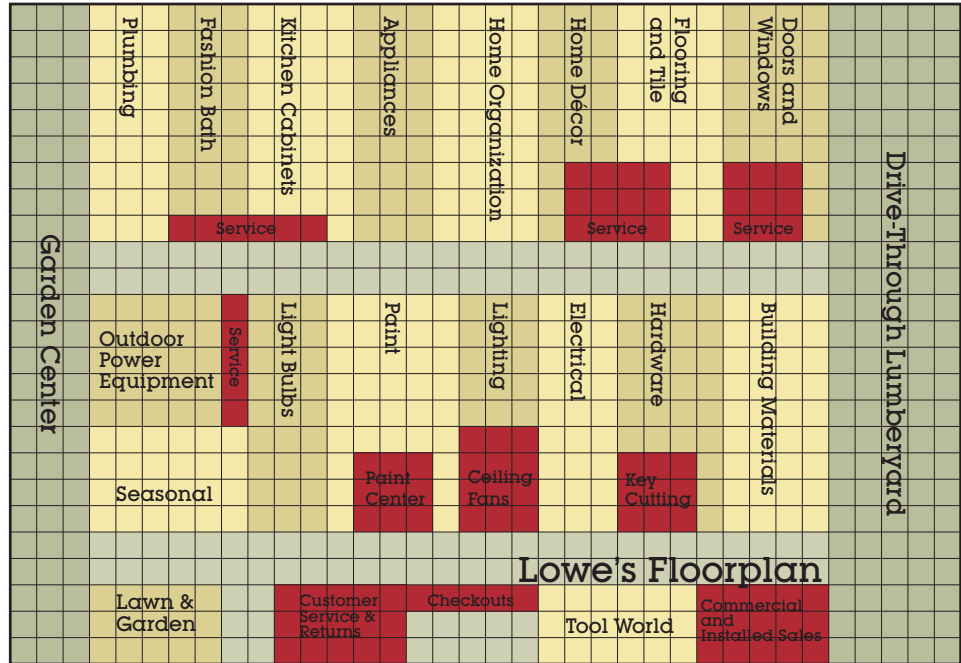 Plumbing
Fashion Bath
Kitchen Cabinets
Appliances
Home Organization
Home Décor
Flooring
and Tile
Doors and
Windows
Service
Service
Service
Garden Center
Drive-Through Lumberyard
Outdoor
Power
Equipment
Service
Light Bulbs
Paint
Lighting
Electrical
Hardware
Building Materials
Seasonal
Paint
Center
Ceiling
Fans
Key
Cutting
Lowe's Floorplan
Lawn &
Garden
Customer
Service &
Returns
Checkouts
Tool World
Commercial
and
Installed Sales